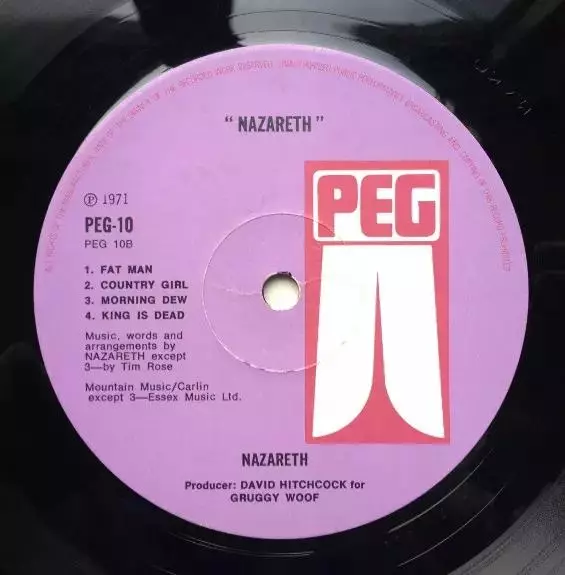 " NAZARETH "
PEG
℗ 1971
PEG-10
PEG 10B
1. FAT MAN
2. COUNTRY GIRL
3. MORNING DEW
4. KING IS DEAD
Music, words and
arrangements by
NAZARETH except
3—by Tim Rose
Mountain Music/Carlin
except 3—Essex Music Ltd.
NAZARETH
Producer: DAVID HITCHCOCK for
GRUGGY WOOF